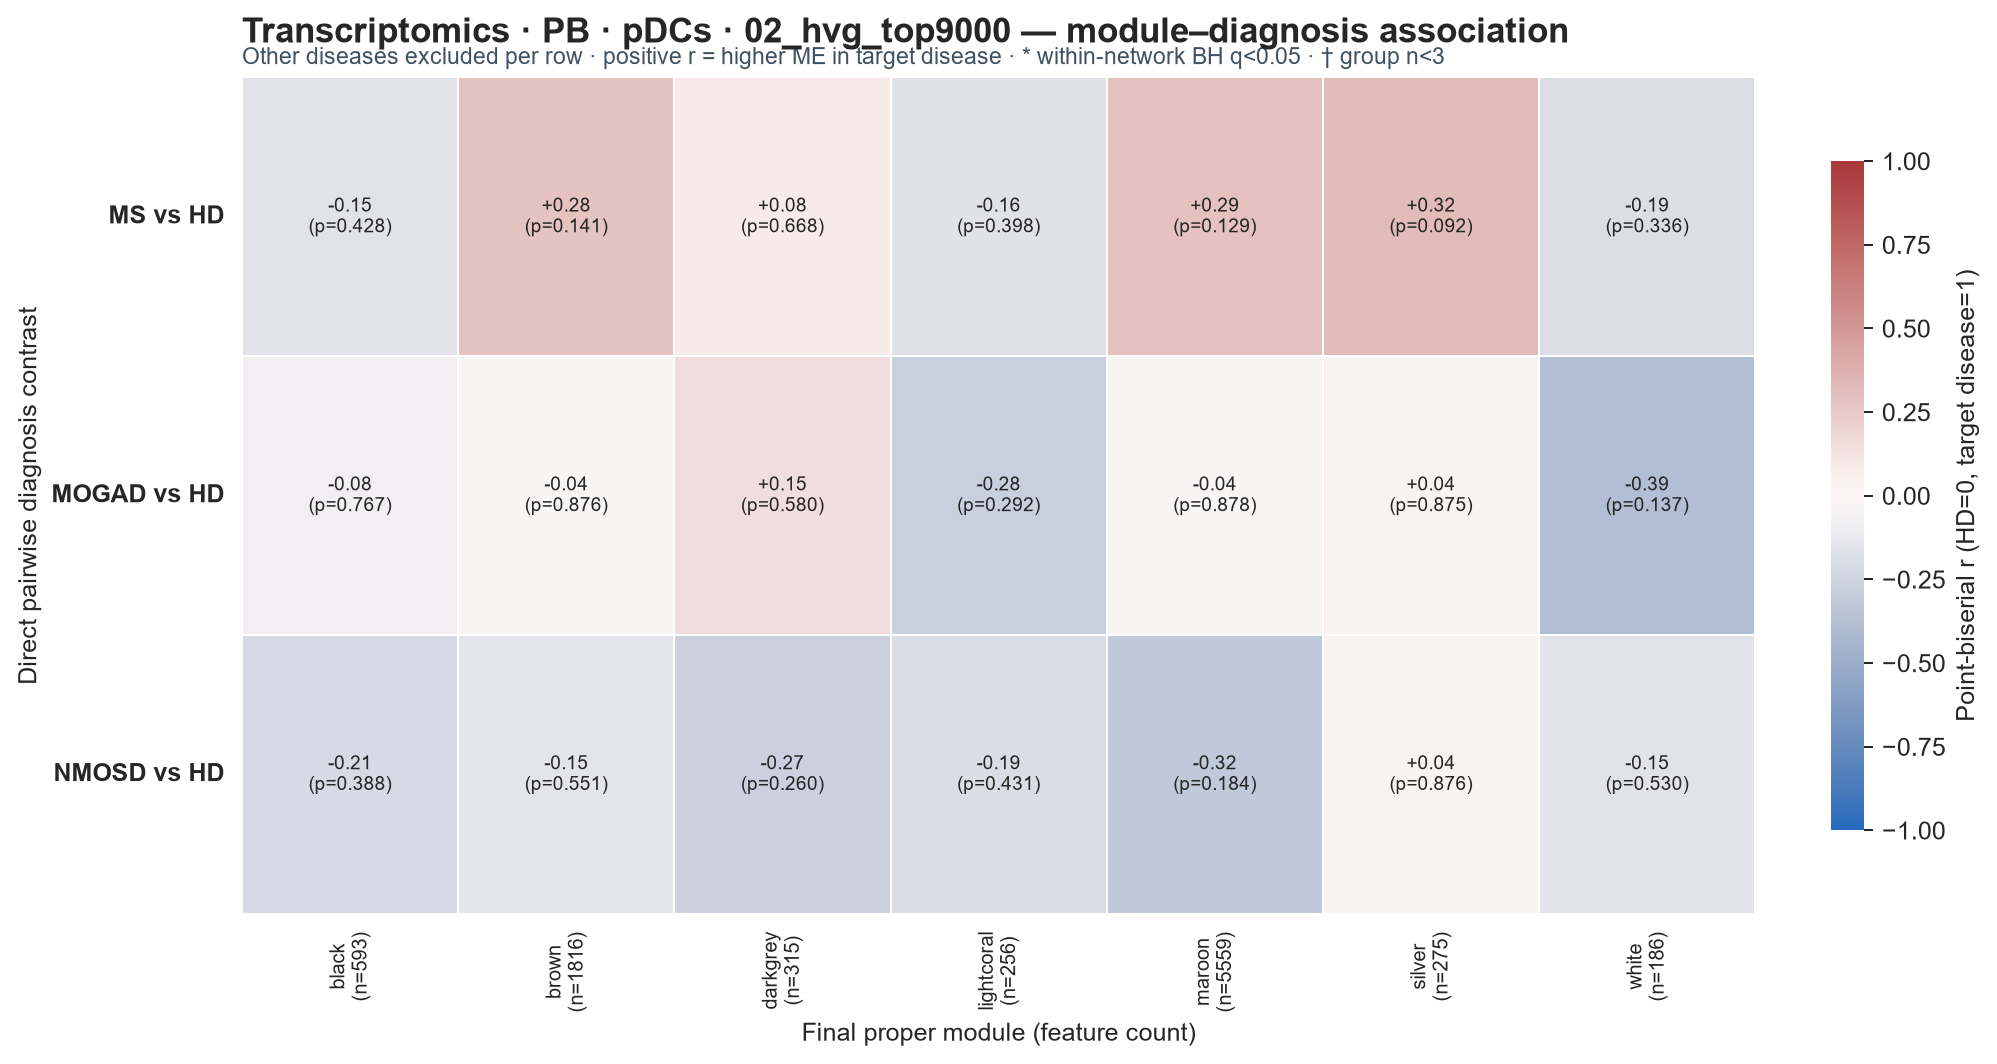 Transcriptomics · PB · pDCs · 02_hvg_top9000 — module–diagnosis association
Other diseases excluded per row · positive r = higher ME in target disease · * within-network BH q<0.05 · † group n<3
Direct pairwise diagnosis contrast
MS vs HD
-0.15
(p=0.428)
+0.28
(p=0.141)
+0.08
(p=0.668)
-0.16
(p=0.398)
+0.29
(p=0.129)
+0.32
(p=0.092)
-0.19
(p=0.336)
MOGAD vs HD
-0.08
(p=0.767)
-0.04
(p=0.876)
+0.15
(p=0.580)
-0.28
(p=0.292)
-0.04
(p=0.878)
+0.04
(p=0.875)
-0.39
(p=0.137)
NMOSD vs HD
-0.21
(p=0.388)
-0.15
(p=0.551)
-0.27
(p=0.260)
-0.19
(p=0.431)
-0.32
(p=0.184)
+0.04
(p=0.876)
-0.15
(p=0.530)
black
(n=593)
brown
(n=1816)
darkgrey
(n=315)
lightcoral
(n=256)
maroon
(n=5559)
silver
(n=275)
white
(n=186)
Final proper module (feature count)
1.00
0.75
0.50
0.25
0.00
−0.25
−0.50
−0.75
−1.00
Point-biserial r (HD=0, target disease=1)